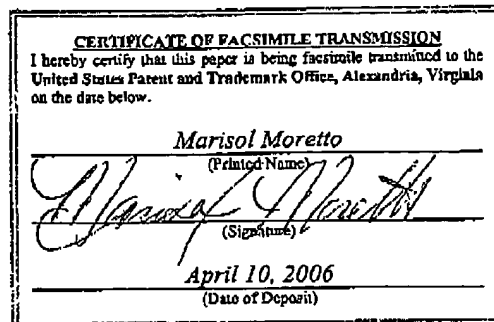 CERTIFICATE OF FACSIMILE TRANSMISSION
I hereby certify that this paper is being facsimile transmitted to the
United States Patent and Trademark Office, Alexandria, Virginia
on the date below.
Marisol Moretto
(Printed Name)
Marisol Moretto
(Signature)
April 10, 2006
(Date of Deposit)